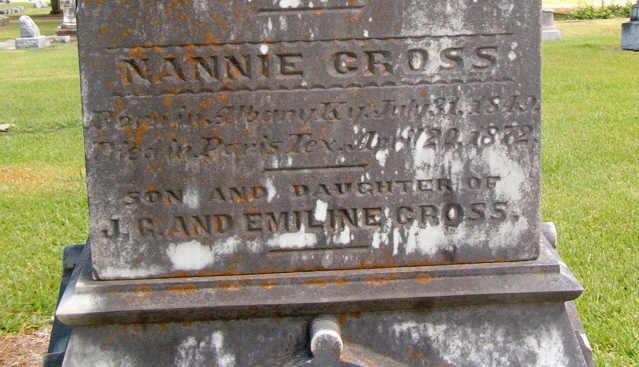 NANNIE GROSS
Born in Albany Ky. July 31, 1849.
Died in Paris Tex. April 20, 1872.
SON AND DAUGHTER OF
J. G. AND EMILINE GROSS.